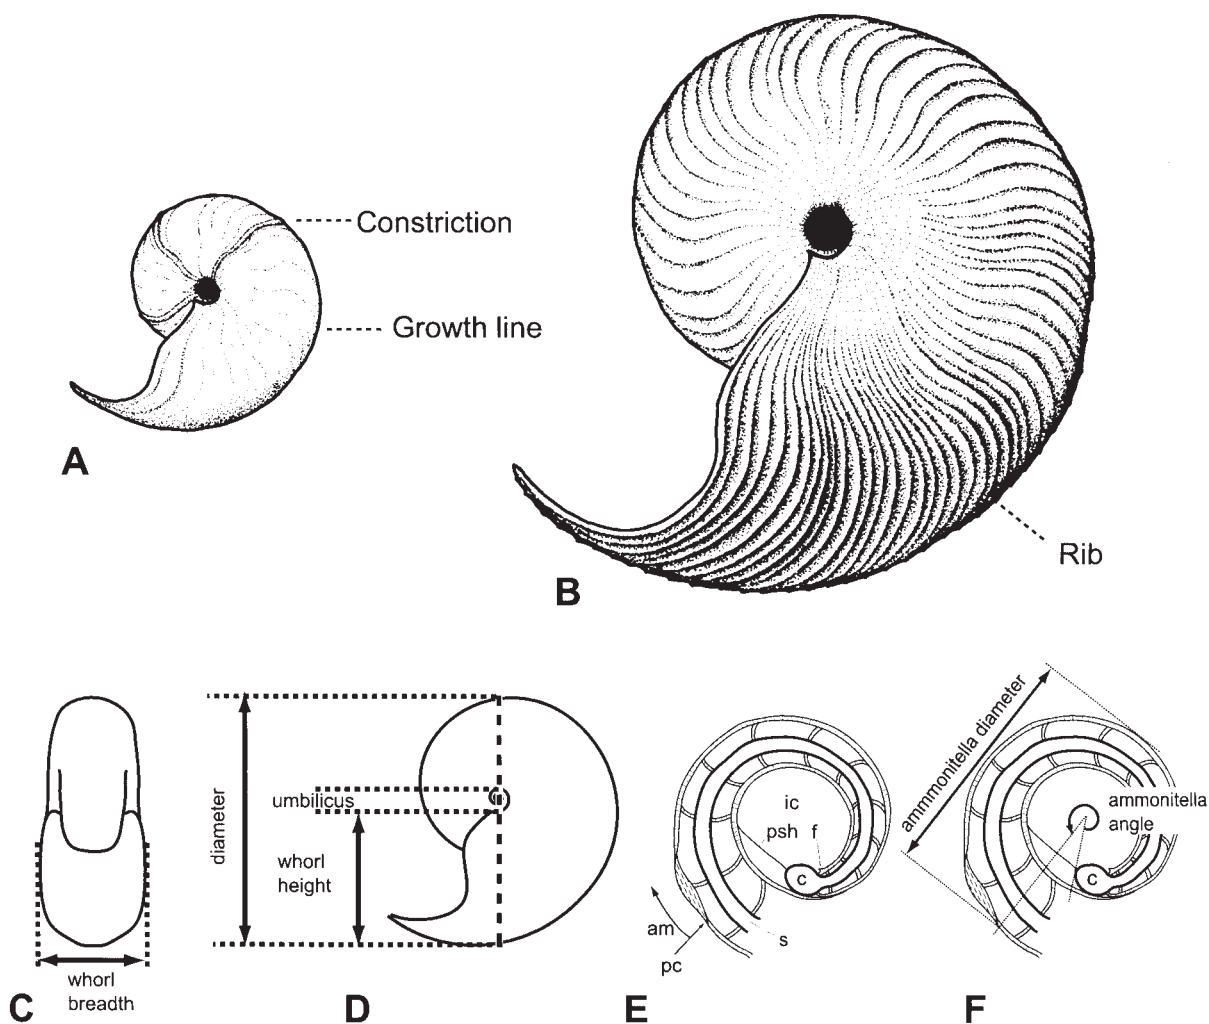 Constriction
Growth line
A
B
Rib
C
whorl
breadth
D
diameter
umbilicus
whorl
height
E
ic
psh f
c
am
pc
s
F
ammonitella diameter
ammonitella
angle
c